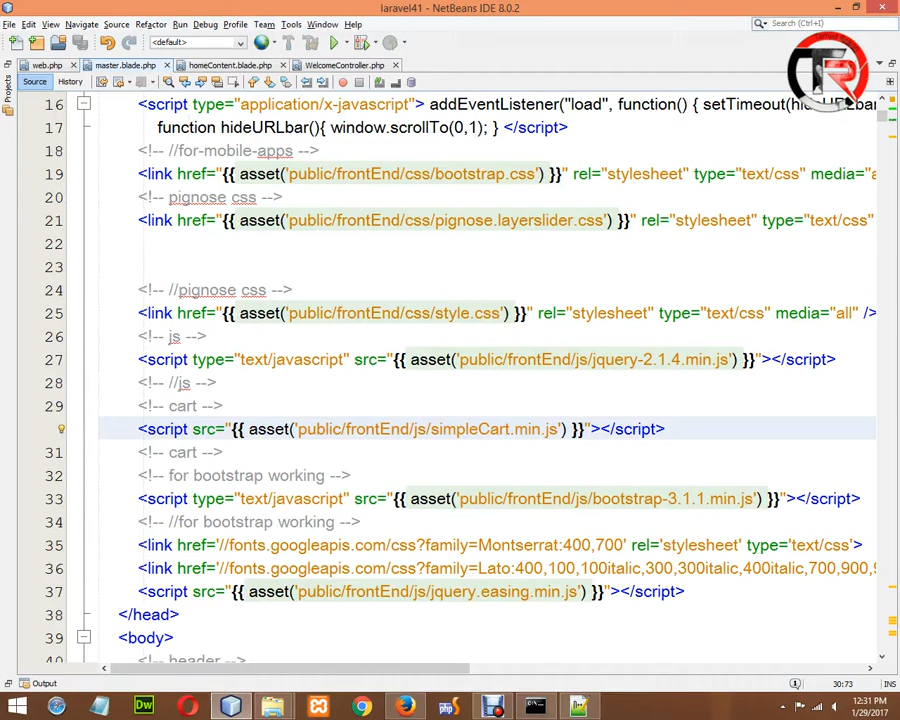 laravel41 - NetBeans IDE 8.0.2
File Edit View Navigate Source Refactor Run Debug Profile Team Tools Window Help
<default>
Search (Ctrl+I)
web.php master.blade.php homeContent.blade.php WelcomeController.php
Source History
Projects
16 <script type="application/x-javascript"> addEventListener("load", function() { setTimeout(hideURLbar
17 function hideURLbar(){ window.scrollTo(0,1); } </script>
18 <!-- //for-mobile-apps -->
19 <link href="{{ asset('public/frontEnd/css/bootstrap.css') }}" rel="stylesheet" type="text/css" media="a
20 <!-- pignose css -->
21 <link href="{{ asset('public/frontEnd/css/pignose.layerslider.css') }}" rel="stylesheet" type="text/css"
22
23
24 <!-- //pignose css -->
25 <link href="{{ asset('public/frontEnd/css/style.css') }}" rel="stylesheet" type="text/css" media="all" />
26 <!-- js -->
27 <script type="text/javascript" src="{{ asset('public/frontEnd/js/jquery-2.1.4.min.js') }}"></script>
28 <!-- //js -->
29 <!-- cart -->
<script src="{{ asset('public/frontEnd/js/simpleCart.min.js') }}"></script>
31 <!-- cart -->
32 <!-- for bootstrap working -->
33 <script type="text/javascript" src="{{ asset('public/frontEnd/js/bootstrap-3.1.1.min.js') }}"></script>
34 <!-- //for bootstrap working -->
35 <link href='//fonts.googleapis.com/css?family=Montserrat:400,700' rel='stylesheet' type='text/css'>
36 <link href='//fonts.googleapis.com/css?family=Lato:400,100,100italic,300,300italic,400italic,700,900,9
37 <script src="{{ asset('public/frontEnd/js/jquery.easing.min.js') }}"></script>
38 </head>
39 <body>
40 <!-- header -->
Output
30:73 INS
Dw
php
12:31 PM
1/29/2017